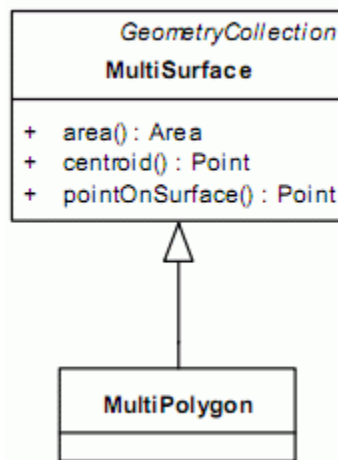 GeometryCollection
MultiSurface
+ area() : Area
+ centroid() : Point
+ pointOnSurface() : Point
MultiPolygon